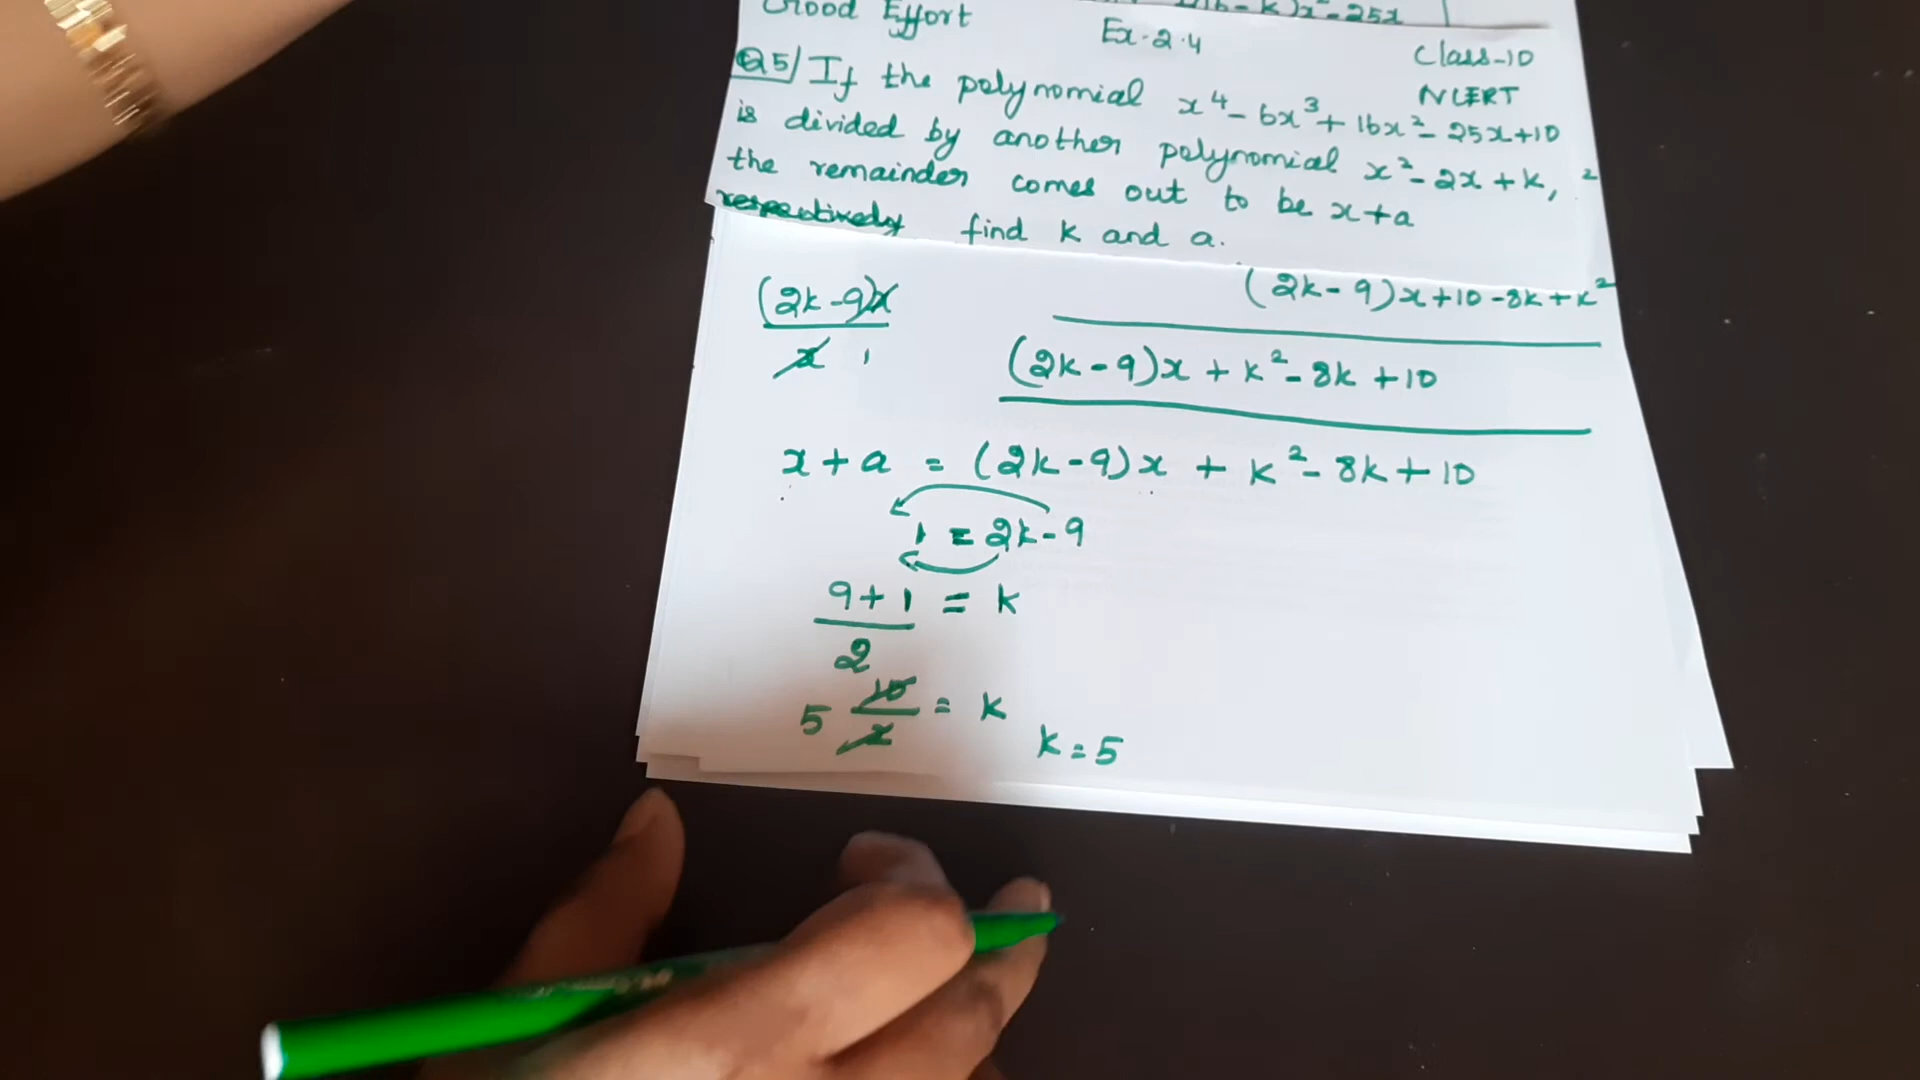 Good Effort Ex-2.4 Class-10
NCERT
Q5/ If the polynomial x⁴-6x³+16x²-25x+10
is divided by another polynomial x²-2x+k,
the remainder comes out to be x+a
respectively find k and a.
(2k-9)x
x 1
(2k-9)x+10-8k+k²
(2k-9)x+k²-8k+10
x+a = (2k-9)x + k²-8k+10
1 = 2k-9
9+1 = k
2
5 10 = k
2
k=5